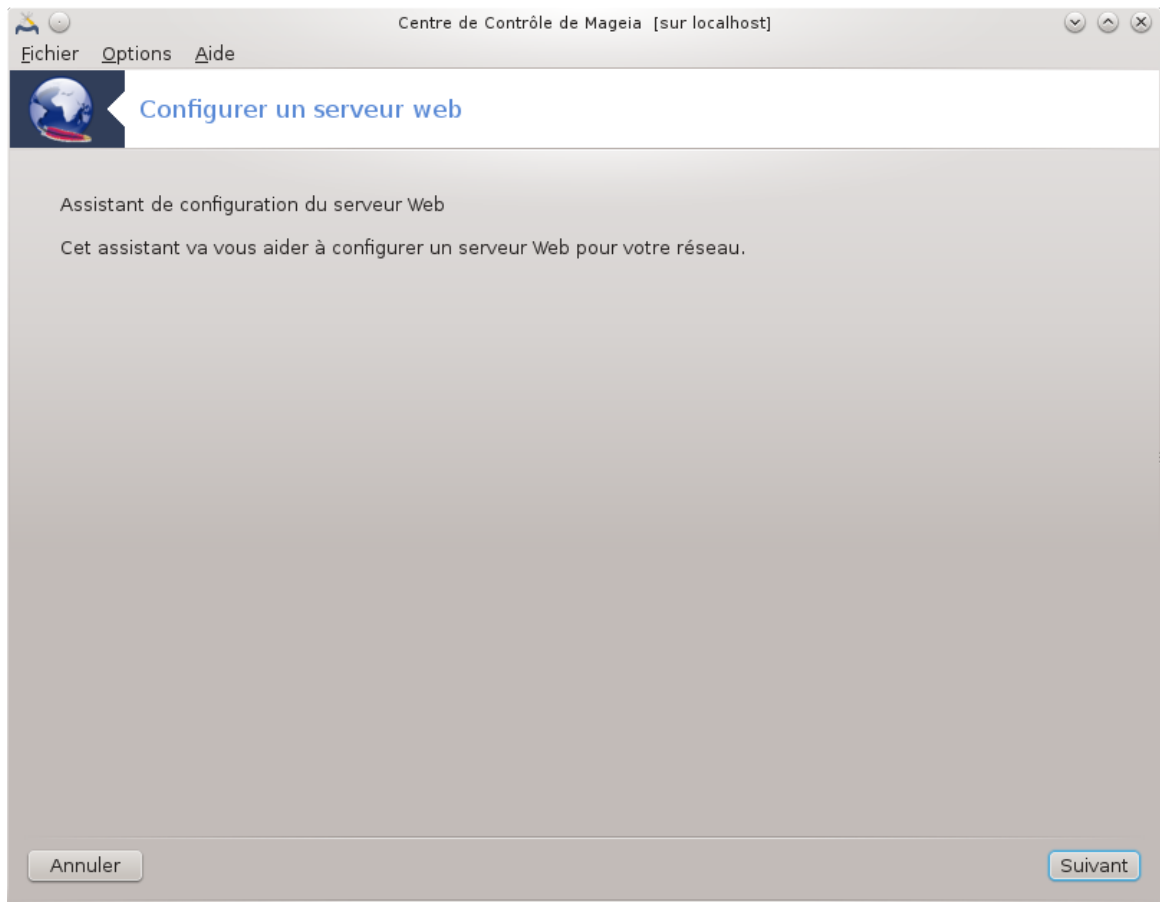 Centre de Contrôle de Mageia [sur localhost]
Fichier Options Aide
Configurer un serveur web
Assistant de configuration du serveur Web
Cet assistant va vous aider à configurer un serveur Web pour votre réseau.
Annuler Suivant